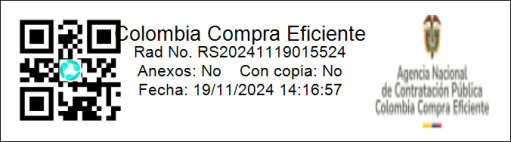 Colombia Compra Eficiente
Rad No. RS20241119015524
Anexos: No Con copia: No
Fecha: 19/11/2024 14:16:57
Agencia Nacional
de Contratación Pública
Colombia Compra Eficiente